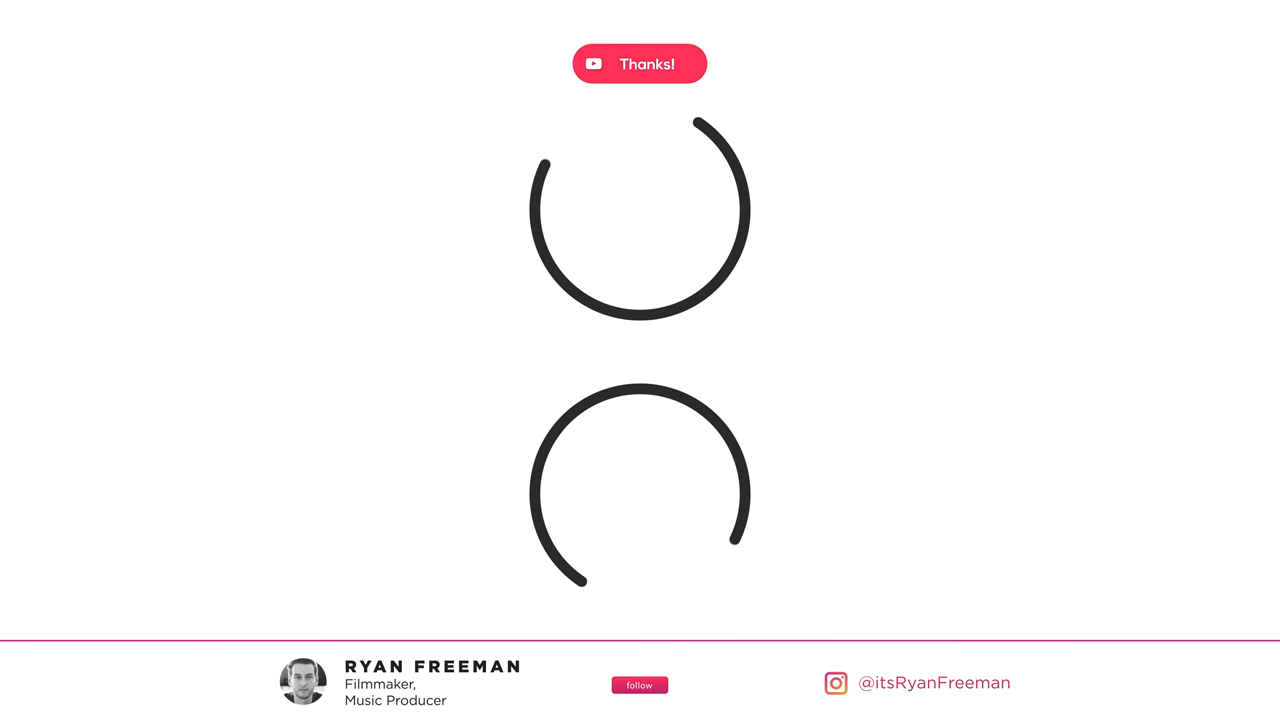 Thanks!
RYAN FREEMAN
Filmmaker,
Music Producer
follow
@itsRyanFreeman